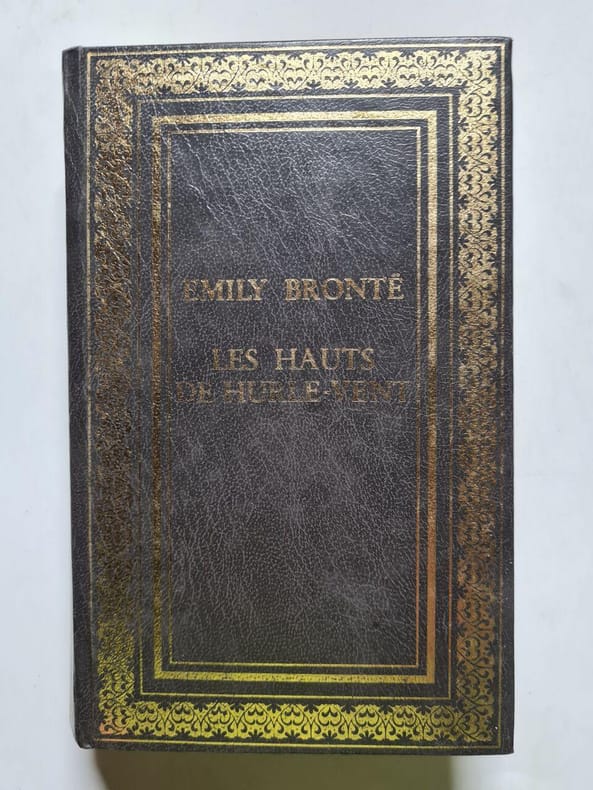 EMILY BRONTË
LES HAUTS
DE HURLE-VENT